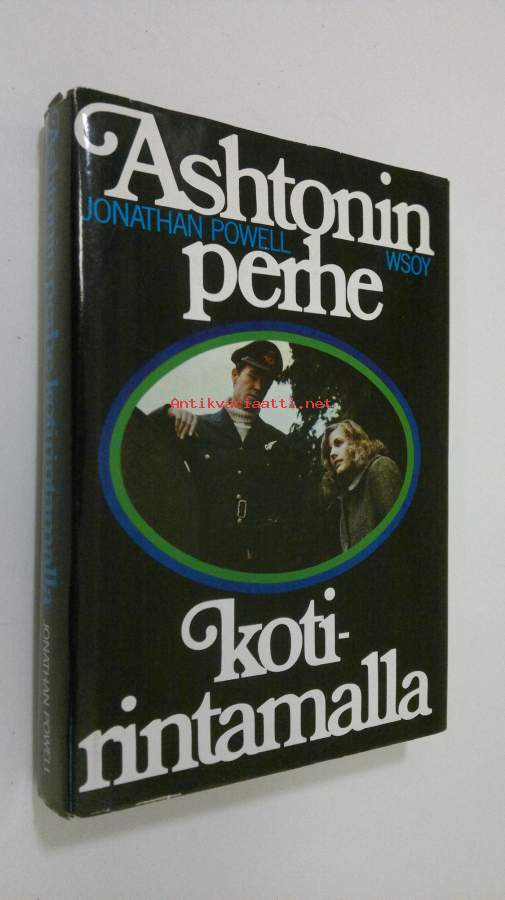 Ashtonin
JONATHAN POWELL
WSOY
perhe
Antikvariaatti.net
koti-
rintamalla
Ashtonin perhe kotirintamalla JONATHAN POWELL